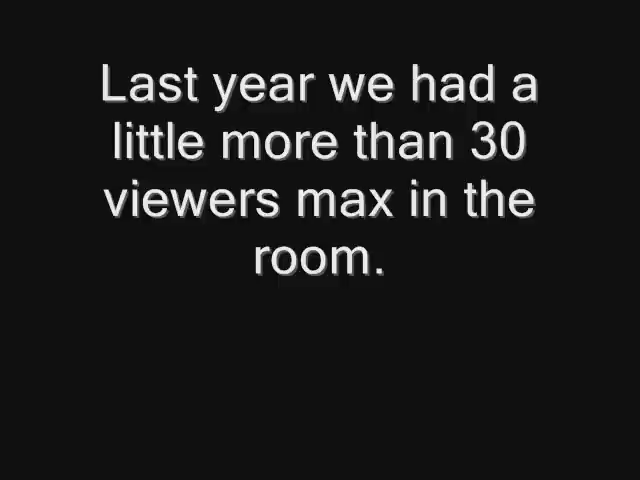 Last year we had a
little more than 30
viewers max in the
room.